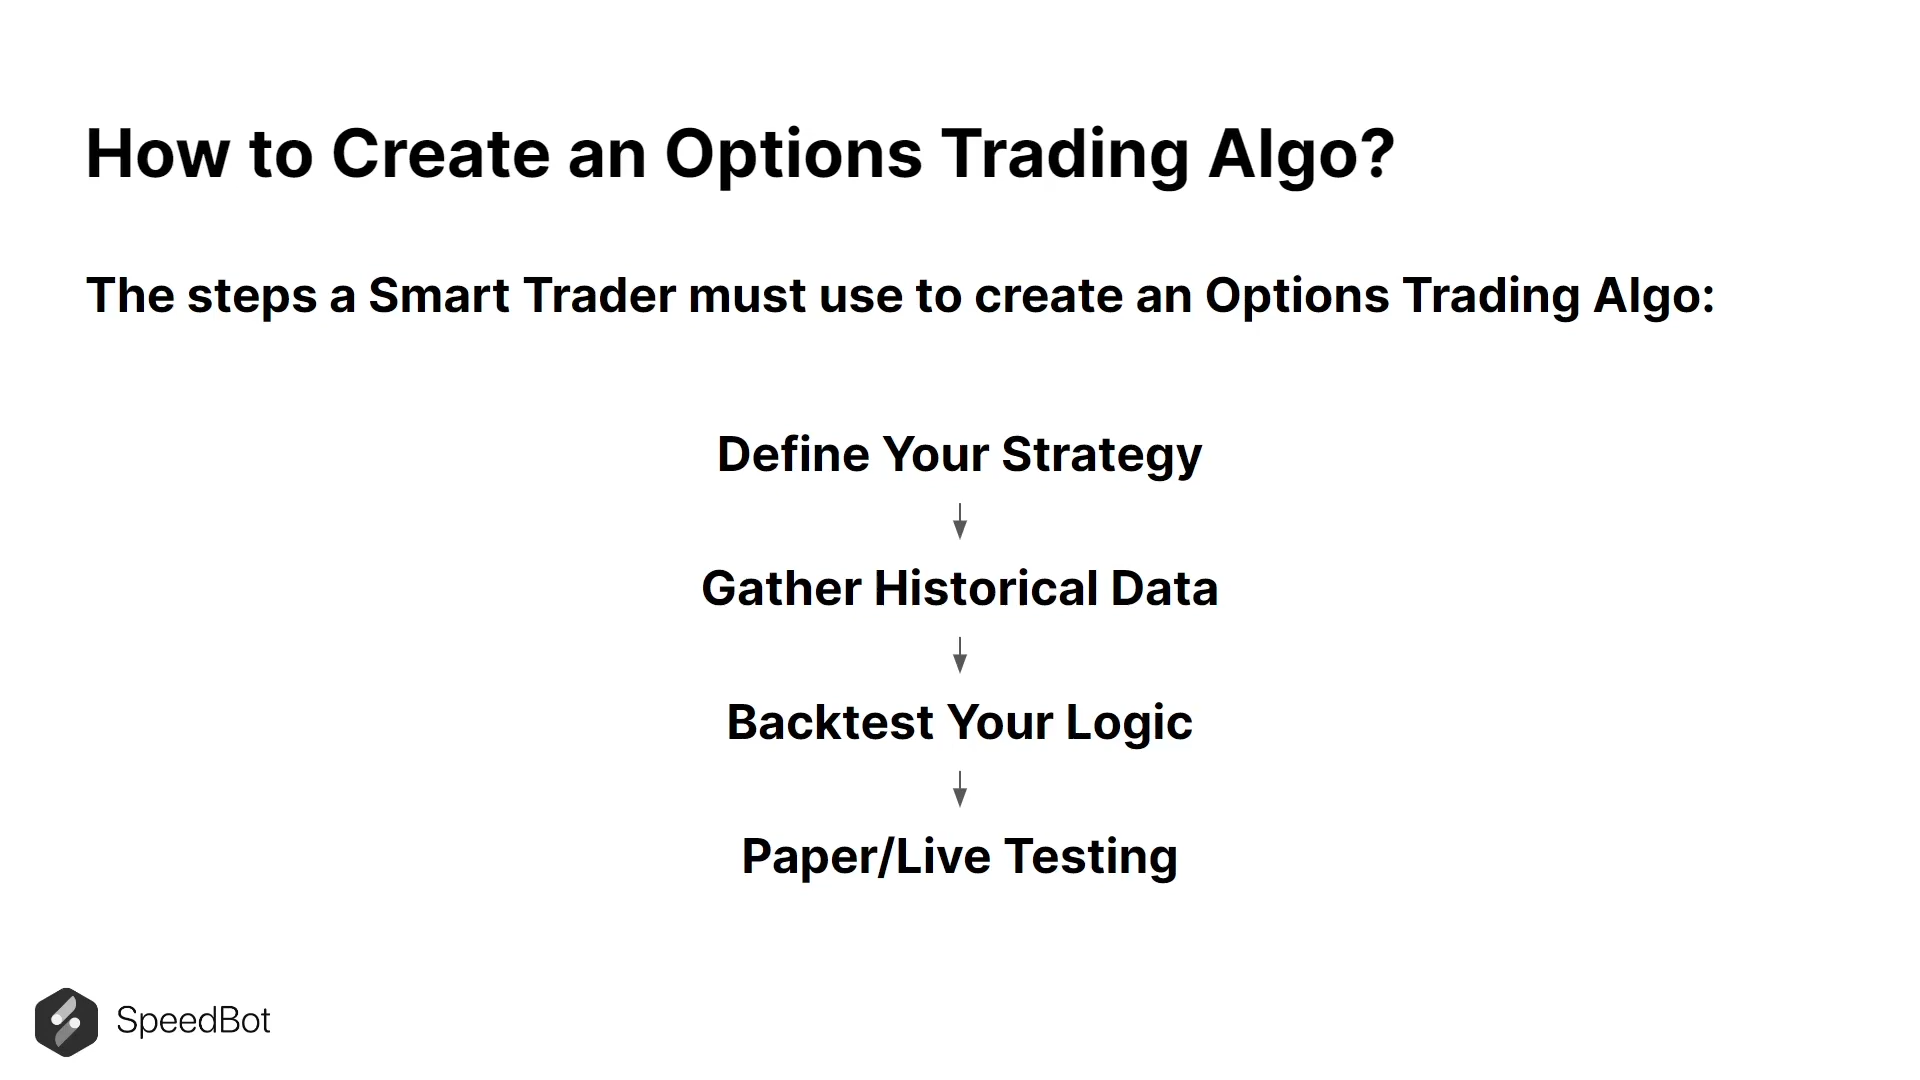 How to Create an Options Trading Algo?
The steps a Smart Trader must use to create an Options Trading Algo:
Define Your Strategy
Gather Historical Data
Backtest Your Logic
Paper/Live Testing
SpeedBot